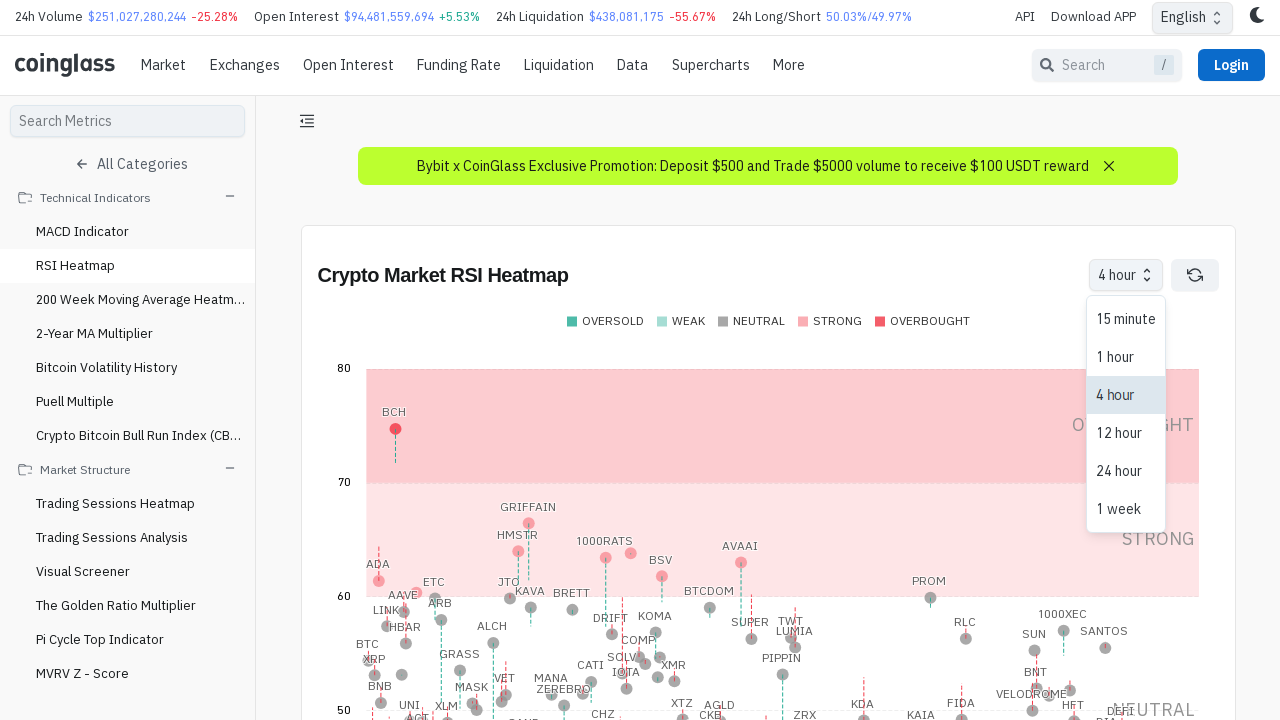 24h Volume $251,027,280,244 -25.28% Open Interest $94,481,559,694 +5.53% 24h Liquidation $438,081,175 -55.67% 24h Long/Short 50.03%/49.97% API Download APP English
coinglass Market Exchanges Open Interest Funding Rate Liquidation Data Supercharts More Search / Login
Search Metrics
All Categories
Technical Indicators
MACD Indicator
RSI Heatmap
200 Week Moving Average Heatm...
2-Year MA Multiplier
Bitcoin Volatility History
Puell Multiple
Crypto Bitcoin Bull Run Index (CB...
Market Structure
Trading Sessions Heatmap
Trading Sessions Analysis
Visual Screener
The Golden Ratio Multiplier
Pi Cycle Top Indicator
MVRV Z - Score
Bybit x CoinGlass Exclusive Promotion: Deposit $500 and Trade $5000 volume to receive $100 USDT reward
Crypto Market RSI Heatmap
4 hour
15 minute
1 hour
4 hour
12 hour
24 hour
1 week
OVERSOLD WEAK NEUTRAL STRONG OVERBOUGHT
80
BCH
70
GRIFFAIN
HMSTR
1000RATS
AVAAI
STRONG
BSV
ADA
ETC
JTO
KAVA
BRETT
BTCDOM
PROM
60
AAVE
ARB
LINK
HBAR
ALCH
DRIFT
KOMA
SUPER
TWT
LUMIA
RLC
1000XEC
SUN
SANTOS
BTC
XRP
GRASS
COMP
SOLV
PIPPIN
BNB
VET
CATI
IOTA
XMR
BNT
MASK
MANA
ZEREBRO
VELODROME
UNI
XLM
XTZ
AGLD
KDA
FIDA
HFT
50
CHZ
CKB
ZRX
KAIA
NEUTRAL